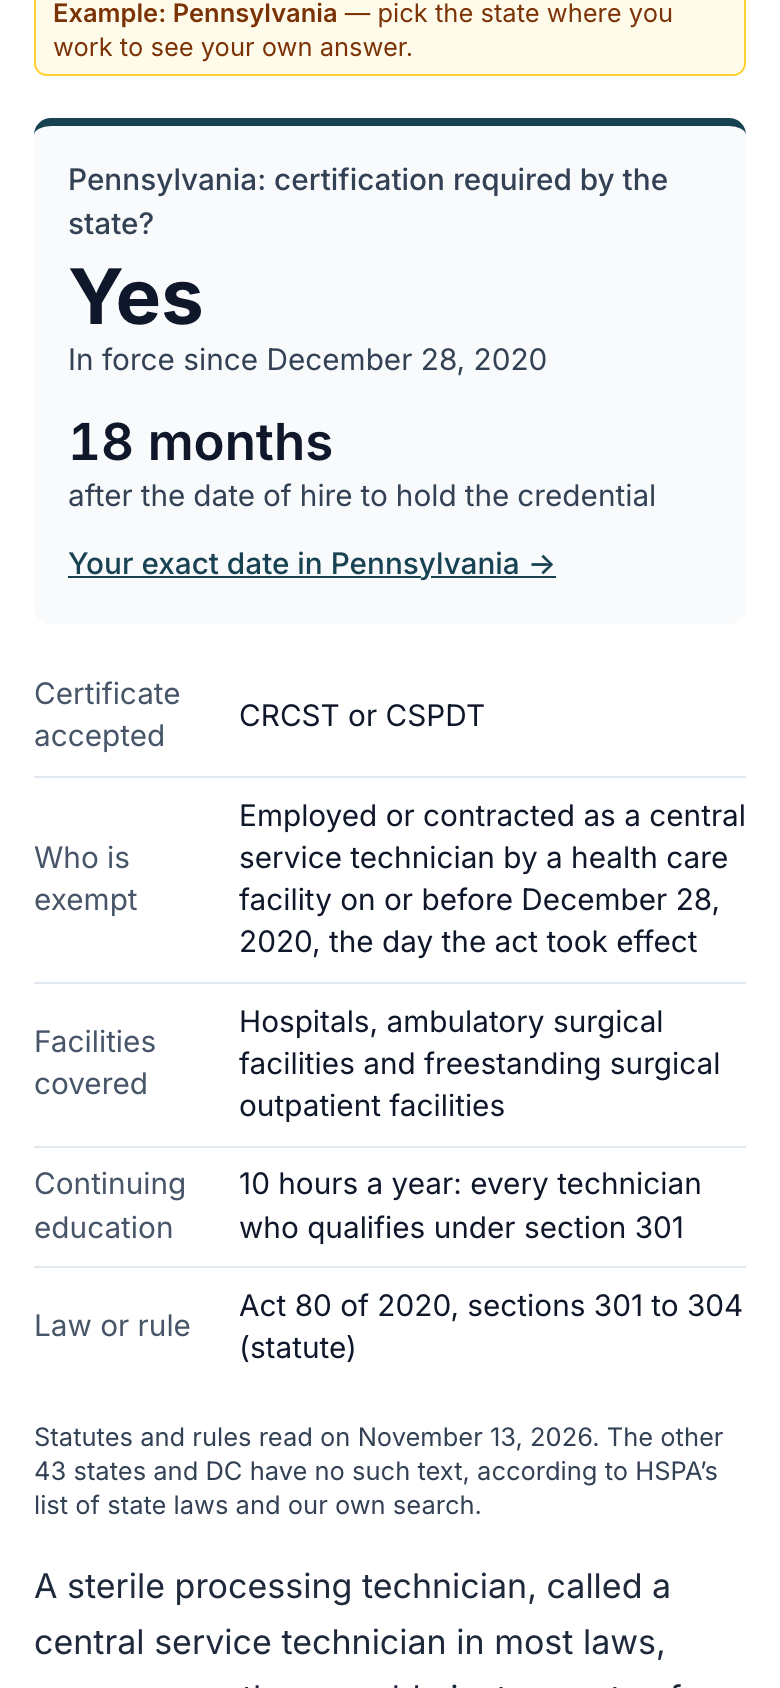 Example: Pennsylvania — pick the state where you
work to see your own answer.
Pennsylvania: certification required by the
state?
Yes
In force since December 28, 2020
18 months
after the date of hire to hold the credential
Your exact date in Pennsylvania →
Certificate
accepted
CRCST or CSPDT
Who is
exempt
Employed or contracted as a central
service technician by a health care
facility on or before December 28,
2020, the day the act took effect
Facilities
covered
Hospitals, ambulatory surgical
facilities and freestanding surgical
outpatient facilities
Continuing
education
10 hours a year: every technician
who qualifies under section 301
Law or rule
Act 80 of 2020, sections 301 to 304
(statute)
Statutes and rules read on November 13, 2026. The other
43 states and DC have no such text, according to HSPA’s
list of state laws and our own search.
A sterile processing technician, called a
central service technician in most laws,